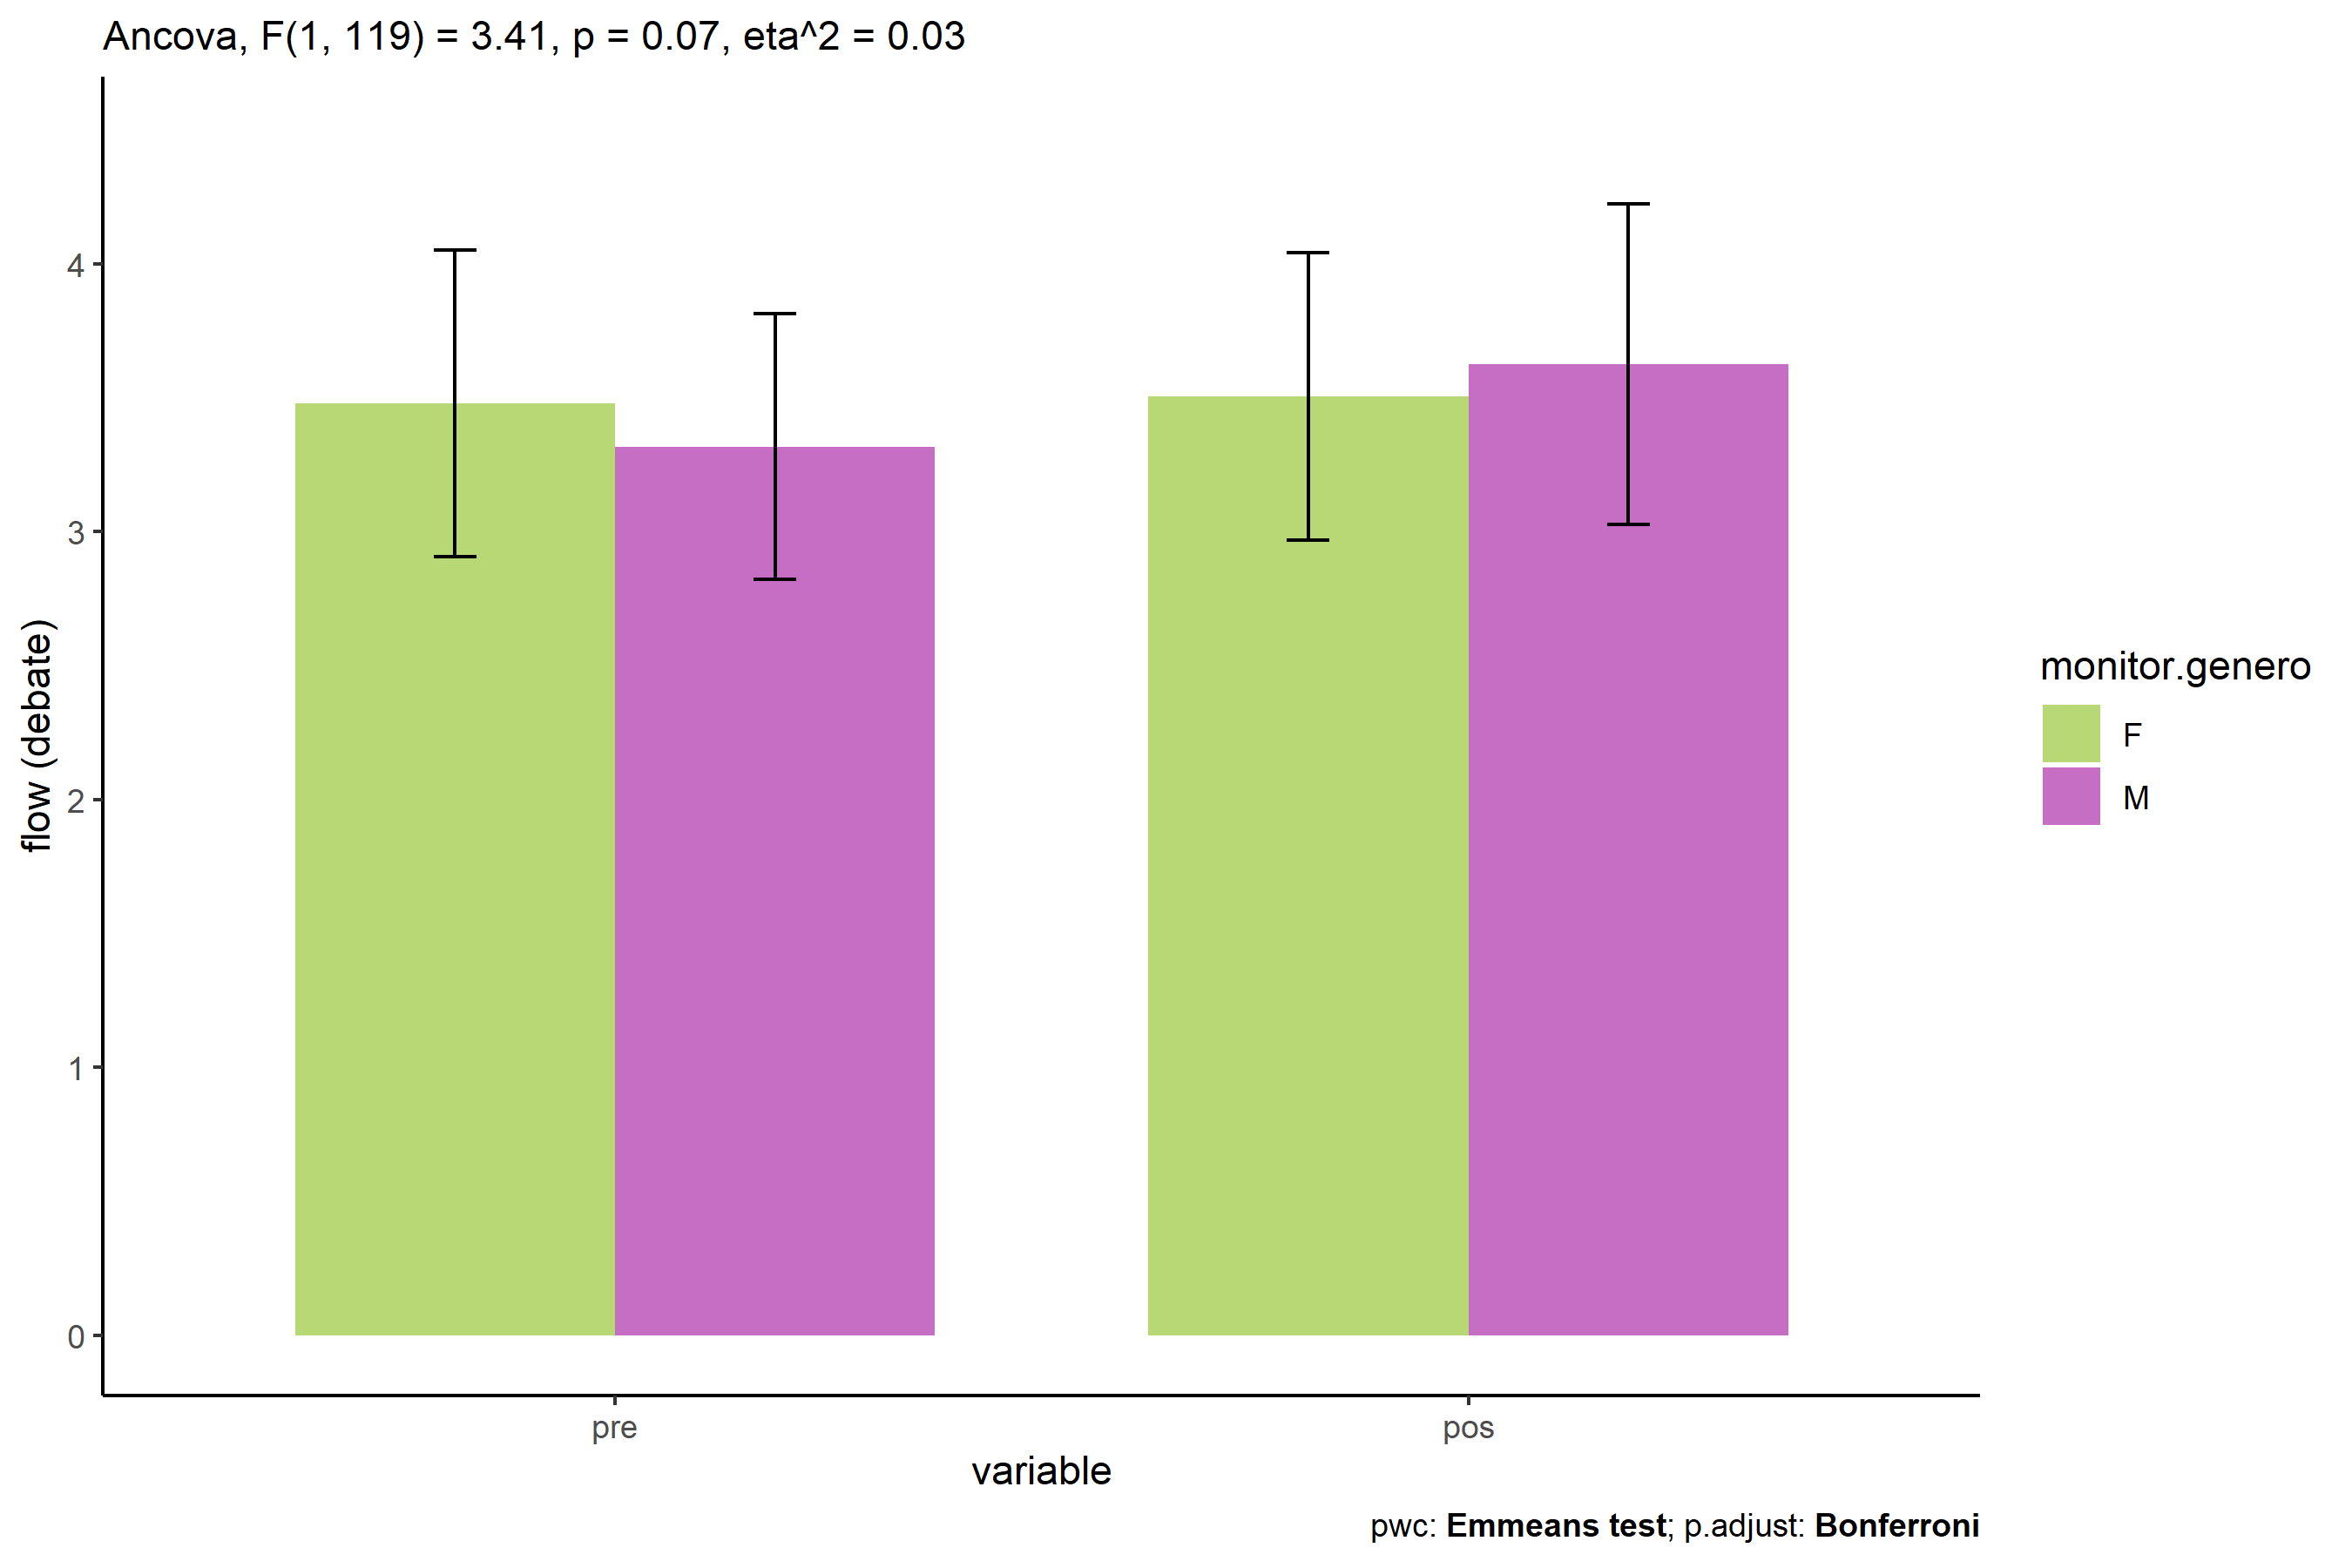 Ancova, F(1, 119) = 3.41, p = 0.07, eta^2 = 0.03
flow (debate)
4
3
2
1
0
pre
pos
variable
monitor.genero
F
M
pwc: Emmeans test; p.adjust: Bonferroni